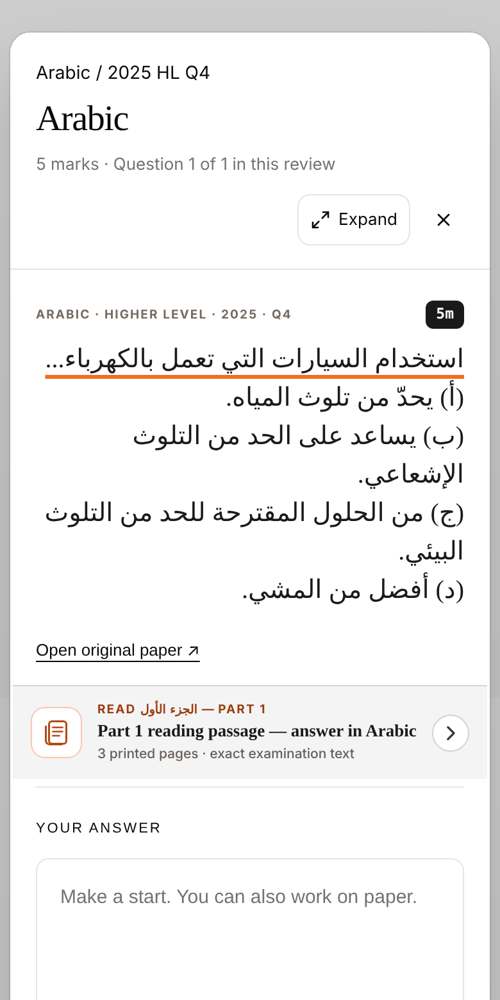 Arabic / 2025 HL Q4
Arabic
5 marks · Question 1 of 1 in this review
Expand
ARABIC · HIGHER LEVEL · 2025 · Q4
5m
استخدام السيارات التي تعمل بالكهرباء...
(أ) يحدّ من تلوث المياه.
(ب) يساعد على الحد من التلوث
الإشعاعي.
(ج) من الحلول المقترحة للحد من التلوث
البيئي.
(د) أفضل من المشي.
Open original paper ↗
READ الجزء الأول — PART 1
Part 1 reading passage — answer in Arabic
3 printed pages · exact examination text
YOUR ANSWER
Make a start. You can also work on paper.